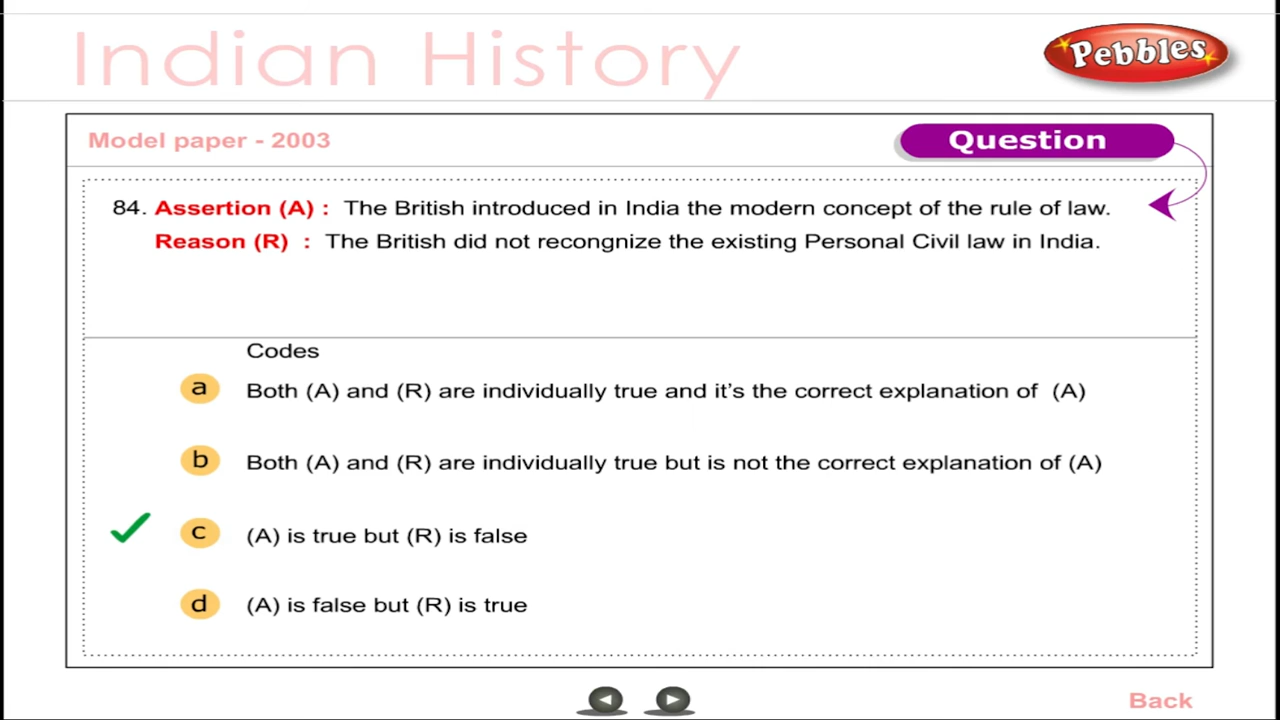 Indian History
Pebbles
Model paper - 2003
Question
84. Assertion (A) : The British introduced in India the modern concept of the rule of law.
Reason (R) : The British did not recongnize the existing Personal Civil law in India.
Codes
a Both (A) and (R) are individually true and it's the correct explanation of (A)
b Both (A) and (R) are individually true but is not the correct explanation of (A)
c (A) is true but (R) is false
d (A) is false but (R) is true
Back